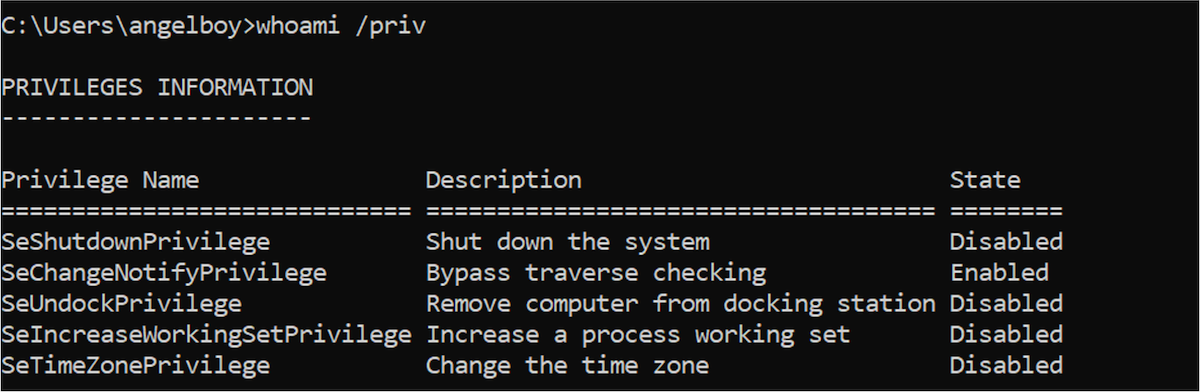 C:\Users\angelboy>whoami /priv
PRIVILEGES INFORMATION
----------------------
Privilege Name                Description                          State
============================= ==================================== ========
SeShutdownPrivilege           Shut down the system                 Disabled
SeChangeNotifyPrivilege       Bypass traverse checking             Enabled
SeUndockPrivilege             Remove computer from docking station Disabled
SeIncreaseWorkingSetPrivilege Increase a process working set       Disabled
SeTimeZonePrivilege           Change the time zone                 Disabled